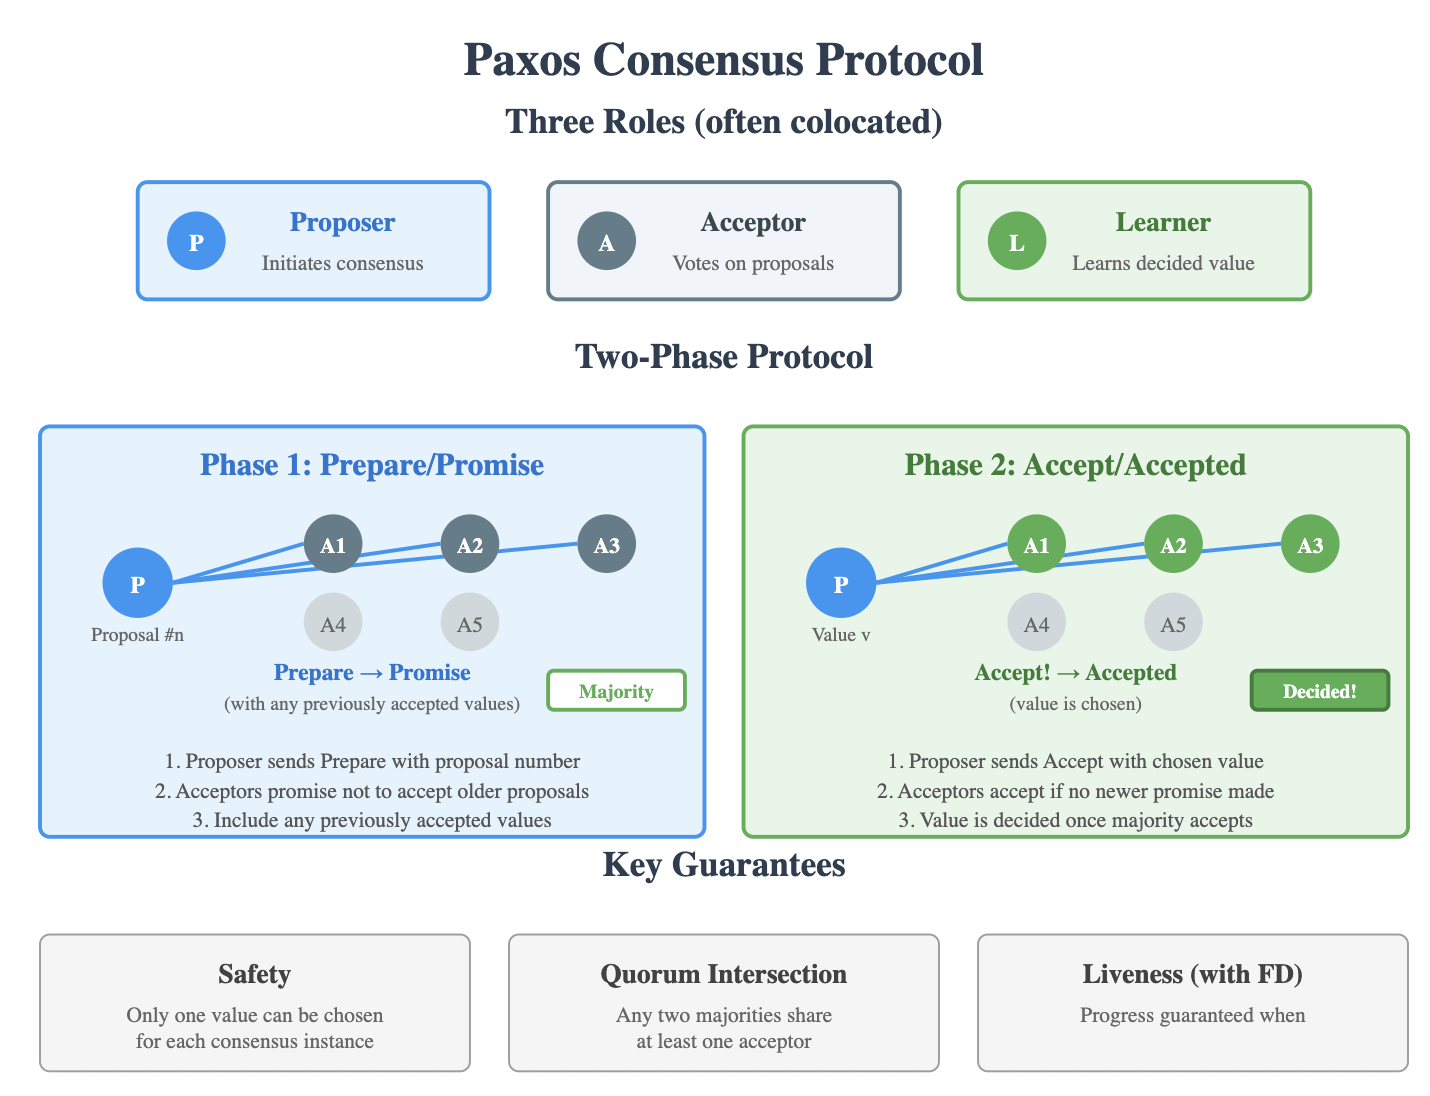 Paxos Consensus Protocol
Three Roles (often colocated)
P
Proposer
Initiates consensus
A
Acceptor
Votes on proposals
L
Learner
Learns decided value
Two-Phase Protocol
Phase 1: Prepare/Promise
P
Proposal #n
A1
A2
A3
A4
A5
Prepare → Promise
(with any previously accepted values)
Majority
1. Proposer sends Prepare with proposal number
2. Acceptors promise not to accept older proposals
3. Include any previously accepted values
Phase 2: Accept/Accepted
P
Value v
A1
A2
A3
A4
A5
Accept! → Accepted
(value is chosen)
Decided!
1. Proposer sends Accept with chosen value
2. Acceptors accept if no newer promise made
3. Value is decided once majority accepts
Key Guarantees
Safety
Only one value can be chosen
for each consensus instance
Quorum Intersection
Any two majorities share
at least one acceptor
Liveness (with FD)
Progress guaranteed when